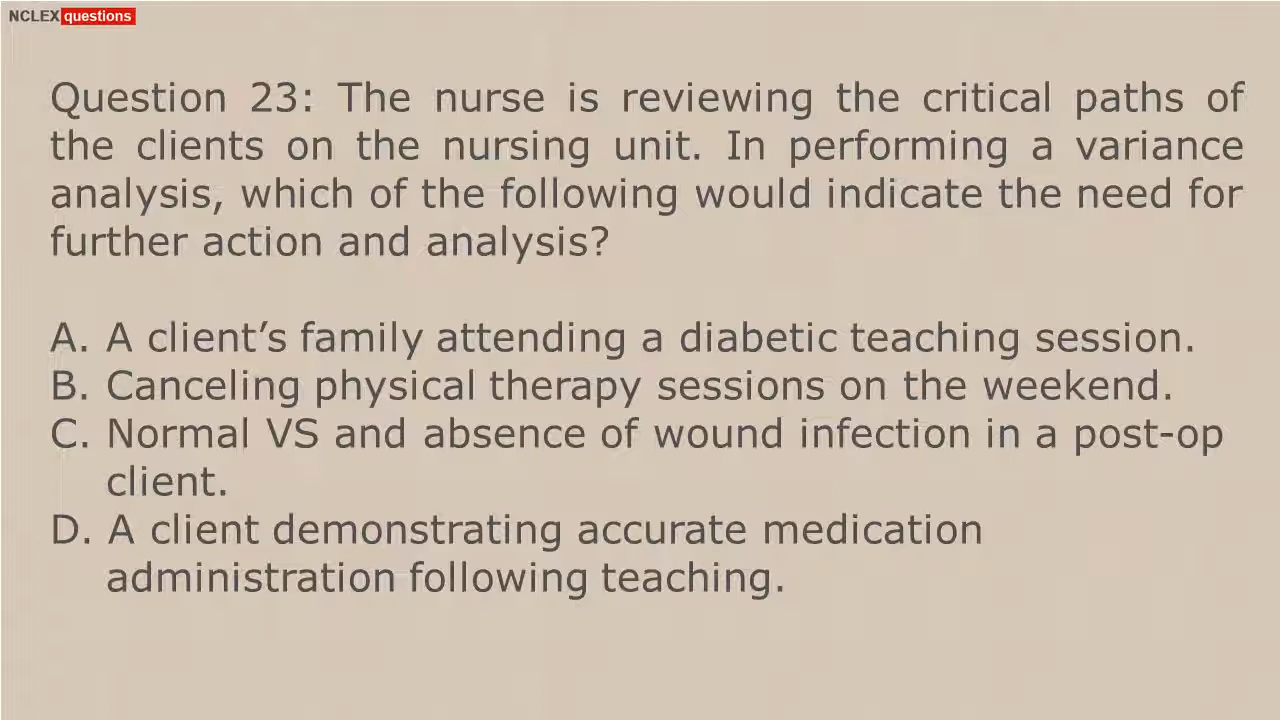 NCLEX questions
Question 23: The nurse is reviewing the critical paths of
the clients on the nursing unit. In performing a variance
analysis, which of the following would indicate the need for
further action and analysis?
A. A client’s family attending a diabetic teaching session.
B. Canceling physical therapy sessions on the weekend.
C. Normal VS and absence of wound infection in a post-op
client.
D. A client demonstrating accurate medication
administration following teaching.